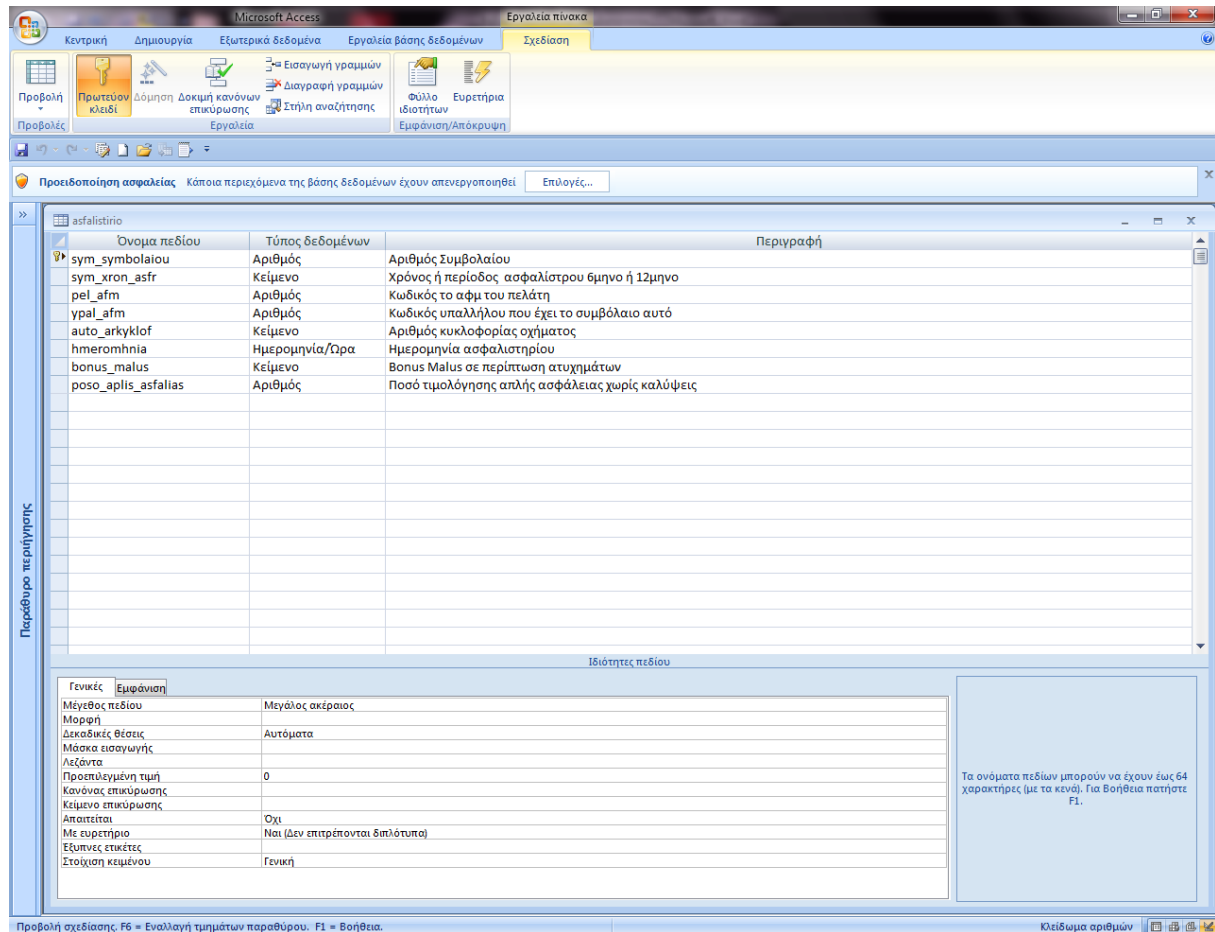 Microsoft Access
Εργαλεία πίνακα
Κεντρική Δημιουργία Εξωτερικά δεδομένα Εργαλεία βάσης δεδομένων Σχεδίαση
Προβολή
Πρωτεύον κλειδί
Δόμηση
Δοκιμή κανόνων επικύρωσης
Εισαγωγή γραμμών
Διαγραφή γραμμών
Στήλη αναζήτησης
Φύλλο ιδιοτήτων
Ευρετήρια
Προβολές Εργαλεία Εμφάνιση/Απόκρυψη
Προειδοποίηση ασφαλείας Κάποια περιεχόμενα της βάσης δεδομένων έχουν απενεργοποιηθεί Επιλογές...
asfalistirio
Όνομα πεδίου Τύπος δεδομένων Περιγραφή
sym_symbolaiou Αριθμός Αριθμός Συμβολαίου
sym_xron_asfr Κείμενο Χρόνος ή περίοδος ασφαλίστρου 6μηνο ή 12μηνο
pel_afm Αριθμός Κωδικός το αφμ του πελάτη
ypal_afm Αριθμός Κωδικός υπαλλήλου που έχει το συμβόλαιο αυτό
auto_arkyklof Κείμενο Αριθμός κυκλοφορίας οχήματος
hmeromhnia Ημερομηνία/Ώρα Ημερομηνία ασφαλιστηρίου
bonus_malus Κείμενο Bonus Malus σε περίπτωση ατυχημάτων
poso_aplis_asfalias Αριθμός Ποσό τιμολόγησης απλής ασφάλειας χωρίς καλύψεις
Παράθυρο περιήγησης
Ιδιότητες πεδίου
Γενικές Εμφάνιση
Μέγεθος πεδίου Μεγάλος ακέραιος
Μορφή
Δεκαδικές θέσεις Αυτόματα
Μάσκα εισαγωγής
Λεζάντα
Προεπιλεγμένη τιμή 0
Κανόνας επικύρωσης
Κείμενο επικύρωσης
Απαιτείται Όχι
Με ευρετήριο Ναι (Δεν επιτρέπονται διπλότυπα)
Έξυπνες ετικέτες
Στοίχιση κειμένου Γενική
Τα ονόματα πεδίων μπορούν να έχουν έως 64
χαρακτήρες (με τα κενά). Για Βοήθεια πατήστε
F1.
Προβολή σχεδίασης. F6 = Εναλλαγή τμημάτων παραθύρου. F1 = Βοήθεια. Κλείδωμα αριθμών